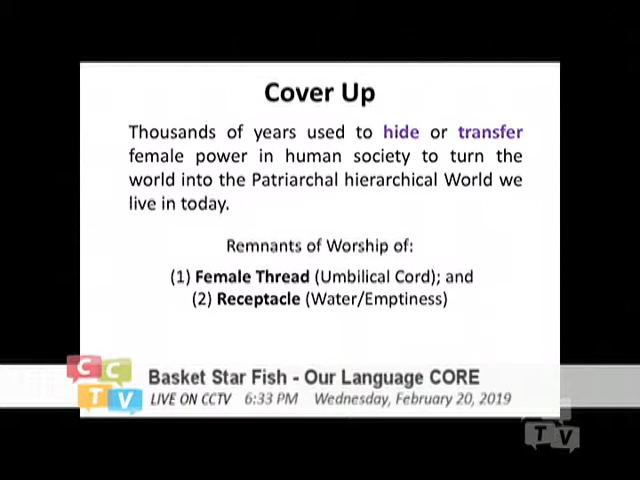 Cover Up
Thousands of years used to hide or transfer
female power in human society to turn the
world into the Patriarchal hierarchical World we
live in today.
Remnants of Worship of:
(1) Female Thread (Umbilical Cord); and
(2) Receptacle (Water/Emptiness)
C C
T V
Basket Star Fish - Our Language CORE
LIVE ON CCTV 6:33 PM Wednesday, February 20, 2019
T V